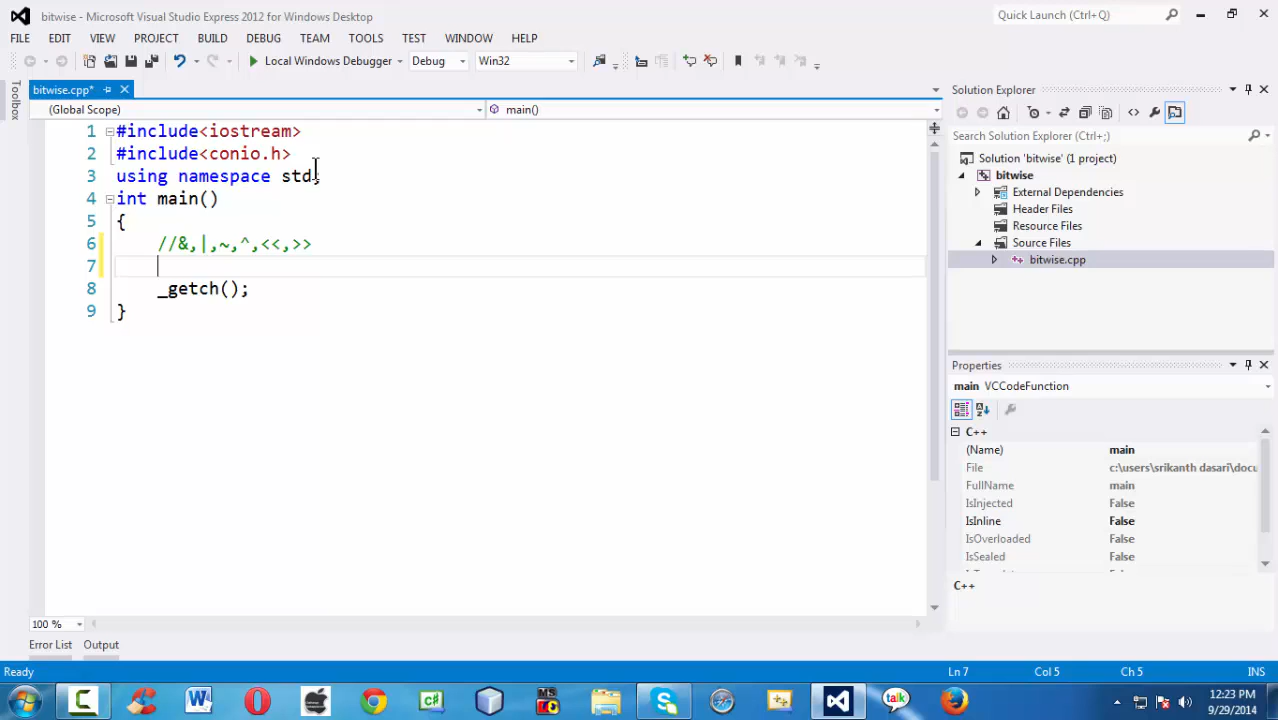 bitwise - Microsoft Visual Studio Express 2012 for Windows Desktop
Quick Launch (Ctrl+Q)
FILE EDIT VIEW PROJECT BUILD DEBUG TEAM TOOLS TEST WINDOW HELP
Local Windows Debugger Debug Win32
Toolbox
bitwise.cpp*
(Global Scope) main()
1 #include<iostream>
2 #include<conio.h>
3 using namespace std;
4 int main()
5 {
6 //&,|,~,^,<<,>>
7
8 _getch();
9 }
100 %
Error List Output
Solution Explorer
Search Solution Explorer (Ctrl+;)
Solution 'bitwise' (1 project)
bitwise
External Dependencies
Header Files
Resource Files
Source Files
bitwise.cpp
Properties
main VCCodeFunction
C++
(Name) main
File c:\users\srikanth dasari\docu
FullName main
IsInjected False
IsInline False
IsOverloaded False
IsSealed False
C++
Ready Ln 7 Col 5 Ch 5 INS
talk
12:23 PM
9/29/2014